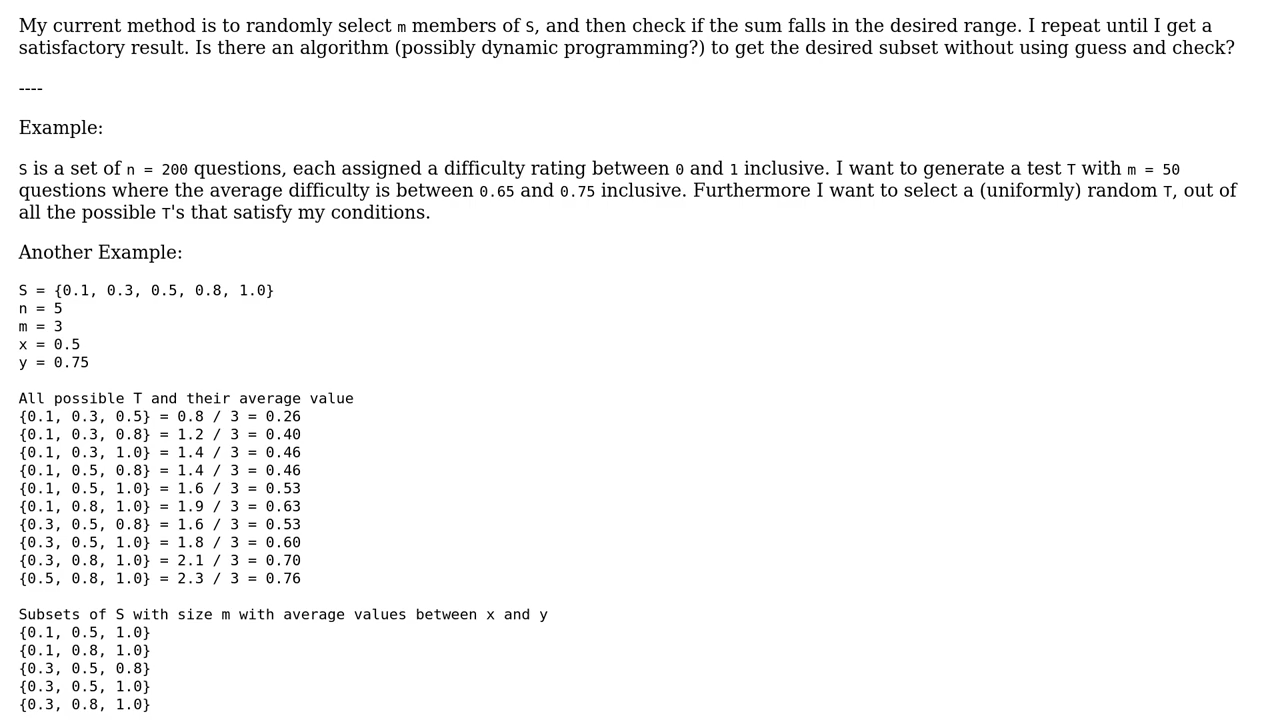 My current method is to randomly select m members of S, and then check if the sum falls in the desired range. I repeat until I get a
satisfactory result. Is there an algorithm (possibly dynamic programming?) to get the desired subset without using guess and check?
----
Example:
S is a set of n = 200 questions, each assigned a difficulty rating between 0 and 1 inclusive. I want to generate a test T with m = 50
questions where the average difficulty is between 0.65 and 0.75 inclusive. Furthermore I want to select a (uniformly) random T, out of
all the possible T's that satisfy my conditions.
Another Example:
S = {0.1, 0.3, 0.5, 0.8, 1.0}
n = 5
m = 3
x = 0.5
y = 0.75
All possible T and their average value
{0.1, 0.3, 0.5} = 0.8 / 3 = 0.26
{0.1, 0.3, 0.8} = 1.2 / 3 = 0.40
{0.1, 0.3, 1.0} = 1.4 / 3 = 0.46
{0.1, 0.5, 0.8} = 1.4 / 3 = 0.46
{0.1, 0.5, 1.0} = 1.6 / 3 = 0.53
{0.1, 0.8, 1.0} = 1.9 / 3 = 0.63
{0.3, 0.5, 0.8} = 1.6 / 3 = 0.53
{0.3, 0.5, 1.0} = 1.8 / 3 = 0.60
{0.3, 0.8, 1.0} = 2.1 / 3 = 0.70
{0.5, 0.8, 1.0} = 2.3 / 3 = 0.76
Subsets of S with size m with average values between x and y
{0.1, 0.5, 1.0}
{0.1, 0.8, 1.0}
{0.3, 0.5, 0.8}
{0.3, 0.5, 1.0}
{0.3, 0.8, 1.0}